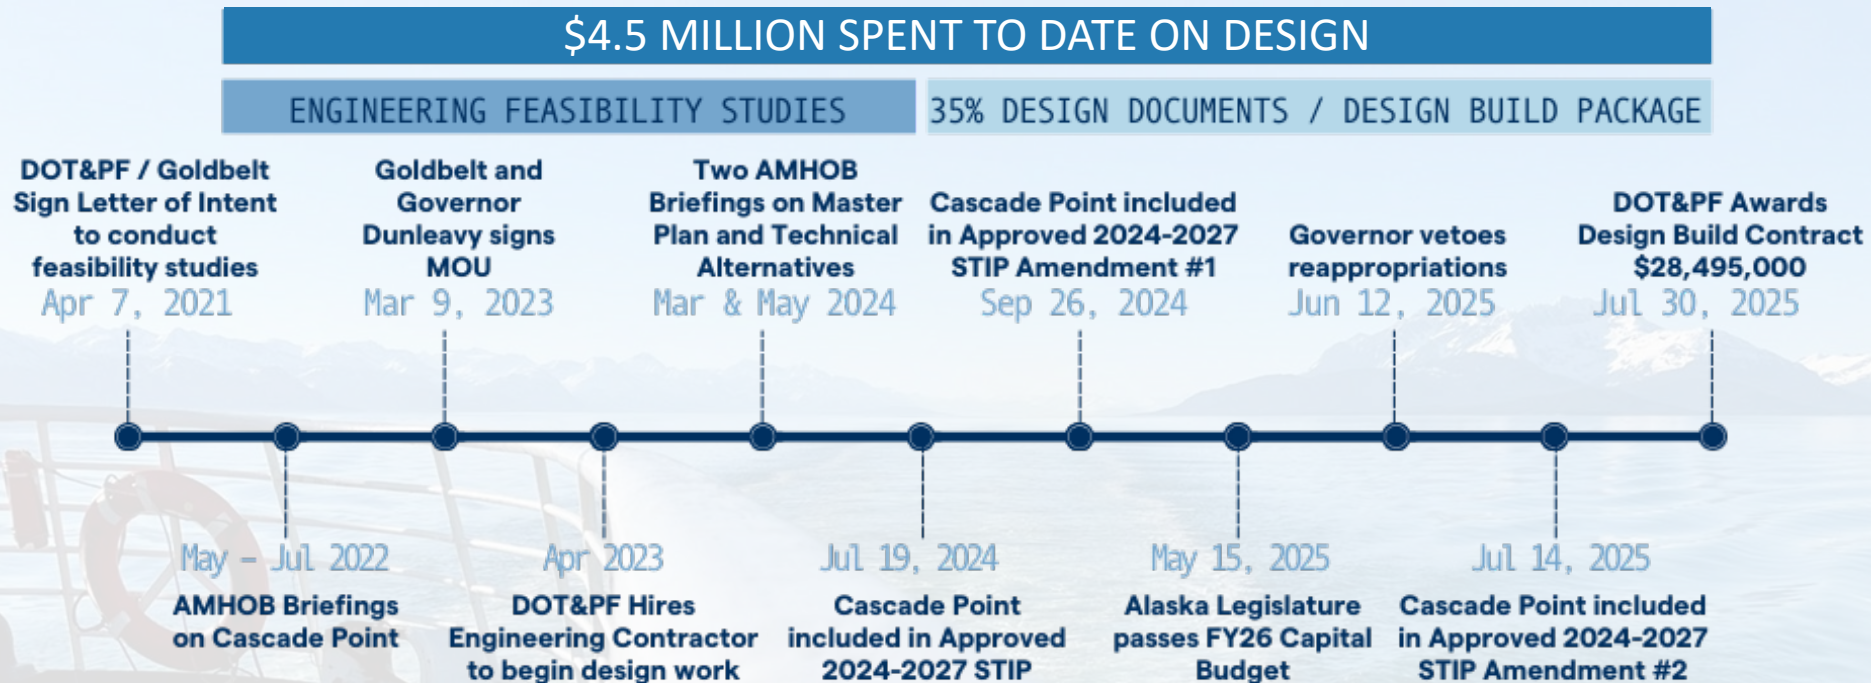 $4.5 MILLION SPENT TO DATE ON DESIGN
ENGINEERING FEASIBILITY STUDIES
35% DESIGN DOCUMENTS / DESIGN BUILD PACKAGE
DOT&PF / Goldbelt
Sign Letter of Intent
to conduct
feasibility studies
Apr 7, 2021
Goldbelt and
Governor
Dunleavy signs
MOU
Mar 9, 2023
Two AMHOB
Briefings on Master
Plan and Technical
Alternatives
Mar & May 2024
Cascade Point included
in Approved 2024-2027
STIP Amendment #1
Sep 26, 2024
Governor vetoes
reappropriations
Jun 12, 2025
DOT&PF Awards
Design Build Contract
$28,495,000
Jul 30, 2025
May – Jul 2022
AMHOB Briefings
on Cascade Point
Apr 2023
DOT&PF Hires
Engineering Contractor
to begin design work
Jul 19, 2024
Cascade Point
included in Approved
2024-2027 STIP
May 15, 2025
Alaska Legislature
passes FY26 Capital
Budget
Jul 14, 2025
Cascade Point included
in Approved 2024-2027
STIP Amendment #2